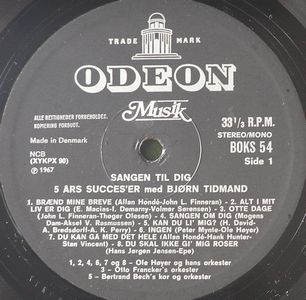 TRADE MARK
ODEON
Musik
ALLE RETTIGHEDER FORBEHOLDES.
KOPIERING FORBUDT.
Made in Denmark
NCB
(XYKPX 90)
℗ 1967
33 1/3 R.P.M.
STEREO/MONO
BOKS 54
Side 1
SANGEN TIL DIG
5 ÅRS SUCCES'ER med BJØRN TIDMAND
1. BRÆND MINE BREVE (Allan Hondé-John L. Finneran) - 2. ALT I MIT
LIV ER DIG (E. Macias-I. Demarny-Volmer Sørensen) - 3. OTTE DAGE
(John L. Finneran-Thøger Olesen) - 4. SANGEN OM DIG (Mogens
Dam-Aksel V. Rasmussen) - 5. KAN DU LI' MIG? (H. David-
A. Bredsdorff-A. K. Perry) - 6. INGEN (Peter Mynte-Ole Høyer)
7. DU KAN GÅ MED DET HELE (Allan Hondé-Hank Hunter-
Stan Vincent) - 8. DU SKAL IKKE GI' MIG ROSER
(Hans Jørgen Jensen-Epe)
1, 2, 4, 6, 7 og 8 - Ole Høyer og hans orkester
3 - Otto Francker's orkester
5 - Bertrand Bech's kor og orkester